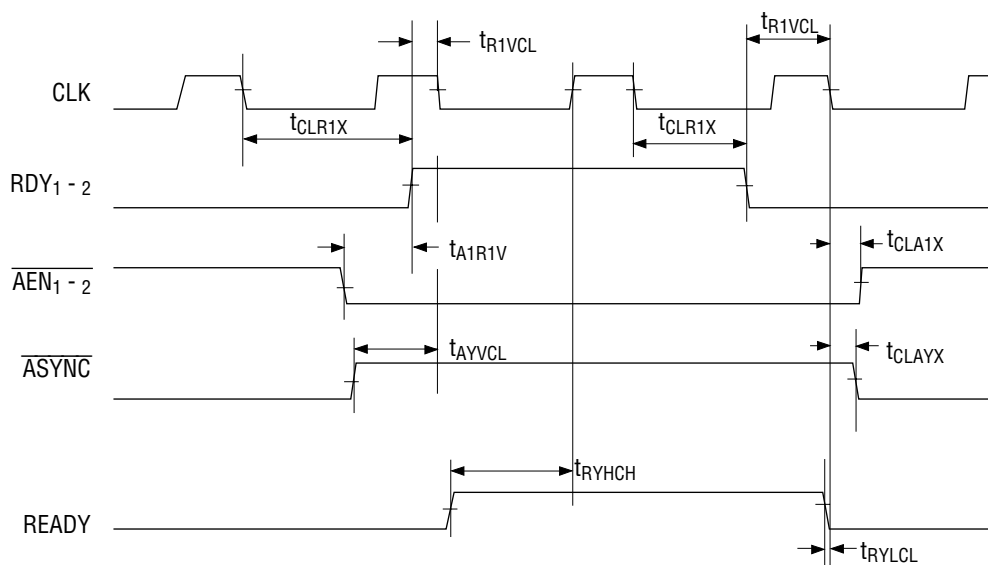 tR1VCL
tR1VCL
CLK
tCLR1X
tCLR1X
RDY1 - 2
tA1R1V
tCLA1X
AEN1 - 2
tAYVCL
tCLAYX
ASYNC
tRYHCH
READY
tRYLCL